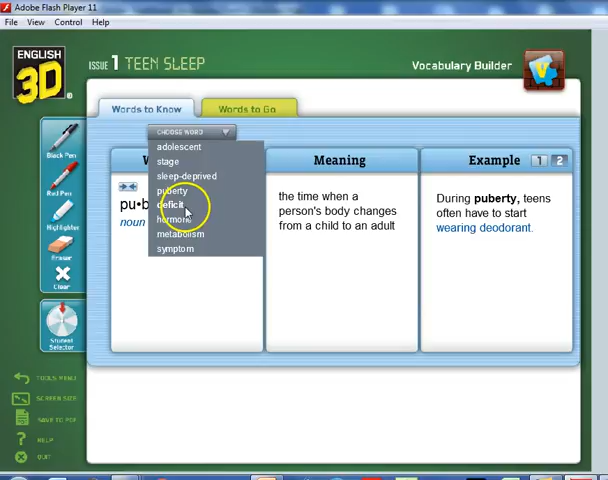 Adobe Flash Player 11
File View Control Help
ENGLISH
3D
ISSUE 1 TEEN SLEEP
Vocabulary Builder
V
Words to Know
Words to Go
CHOOSE WORD
adolescent
stage
sleep-deprived
puberty
deficit
hormone
metabolism
symptom
W
pu•b
noun
Meaning
the time when a
person's body changes
from a child to an adult
Example 1 2
During puberty, teens
often have to start
wearing deodorant.
Black Pen
Red Pen
Highlighter
Eraser
Clear
Student
Selector
TOOLS MENU
SCREEN SIZE
SAVE TO PDF
HELP
QUIT